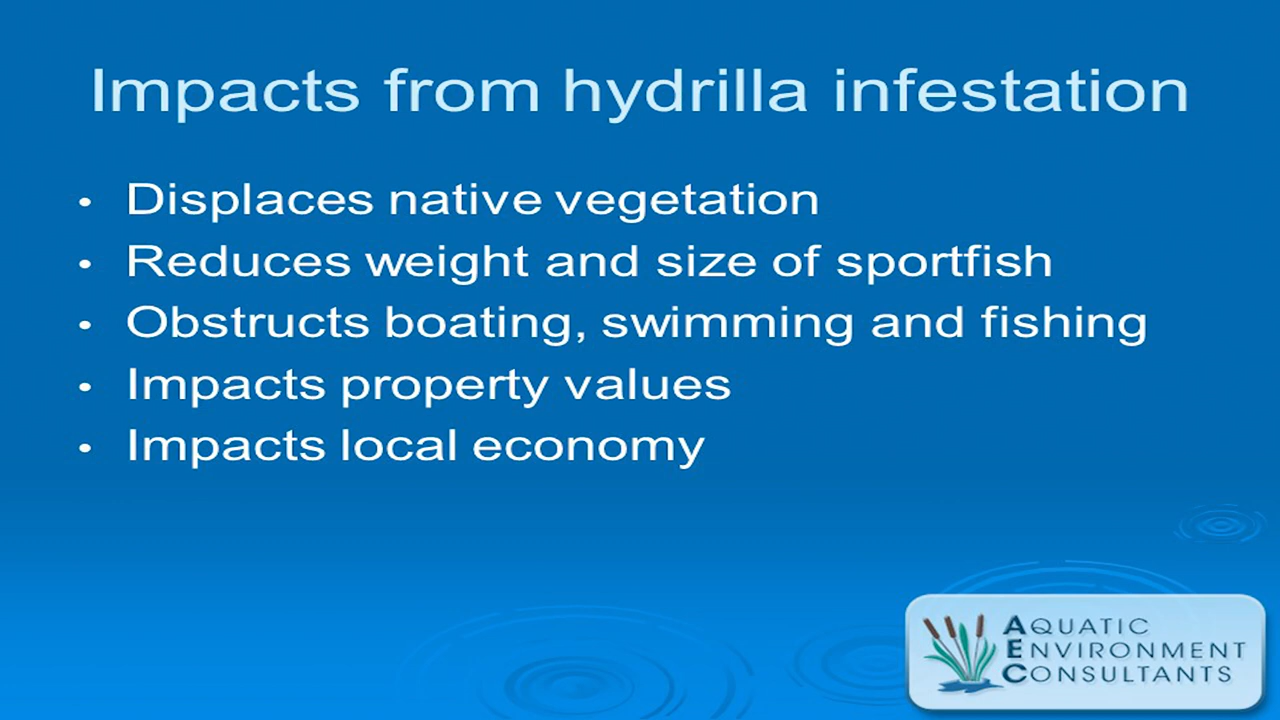 Impacts from hydrilla infestation
• Displaces native vegetation
• Reduces weight and size of sportfish
• Obstructs boating, swimming and fishing
• Impacts property values
• Impacts local economy
AQUATIC
ENVIRONMENT
CONSULTANTS